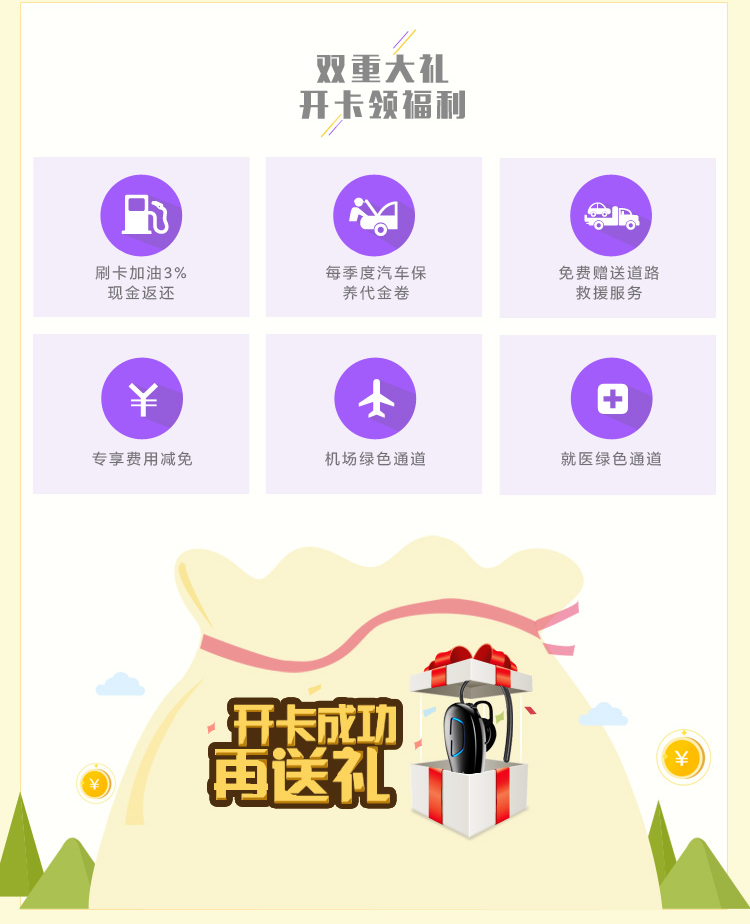 双重大礼
开卡领福利
刷卡加油3%
现金返还
每季度汽车保
养代金卷
免费赠送道路
救援服务
¥
专享费用减免
机场绿色通道
就医绿色通道
开卡成功
再送礼
¥
¥